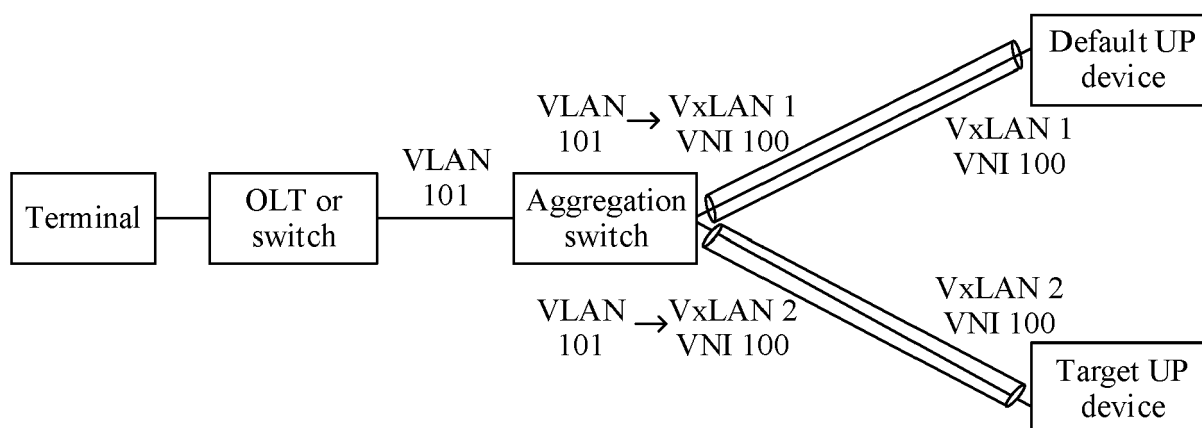 Default UP
device
VLAN → VxLAN 1
101 VNI 100
VxLAN 1
VNI 100
VLAN
101
Terminal
OLT or
switch
Aggregation
switch
VxLAN 2
VNI 100
VLAN → VxLAN 2
101 VNI 100
Target UP
device